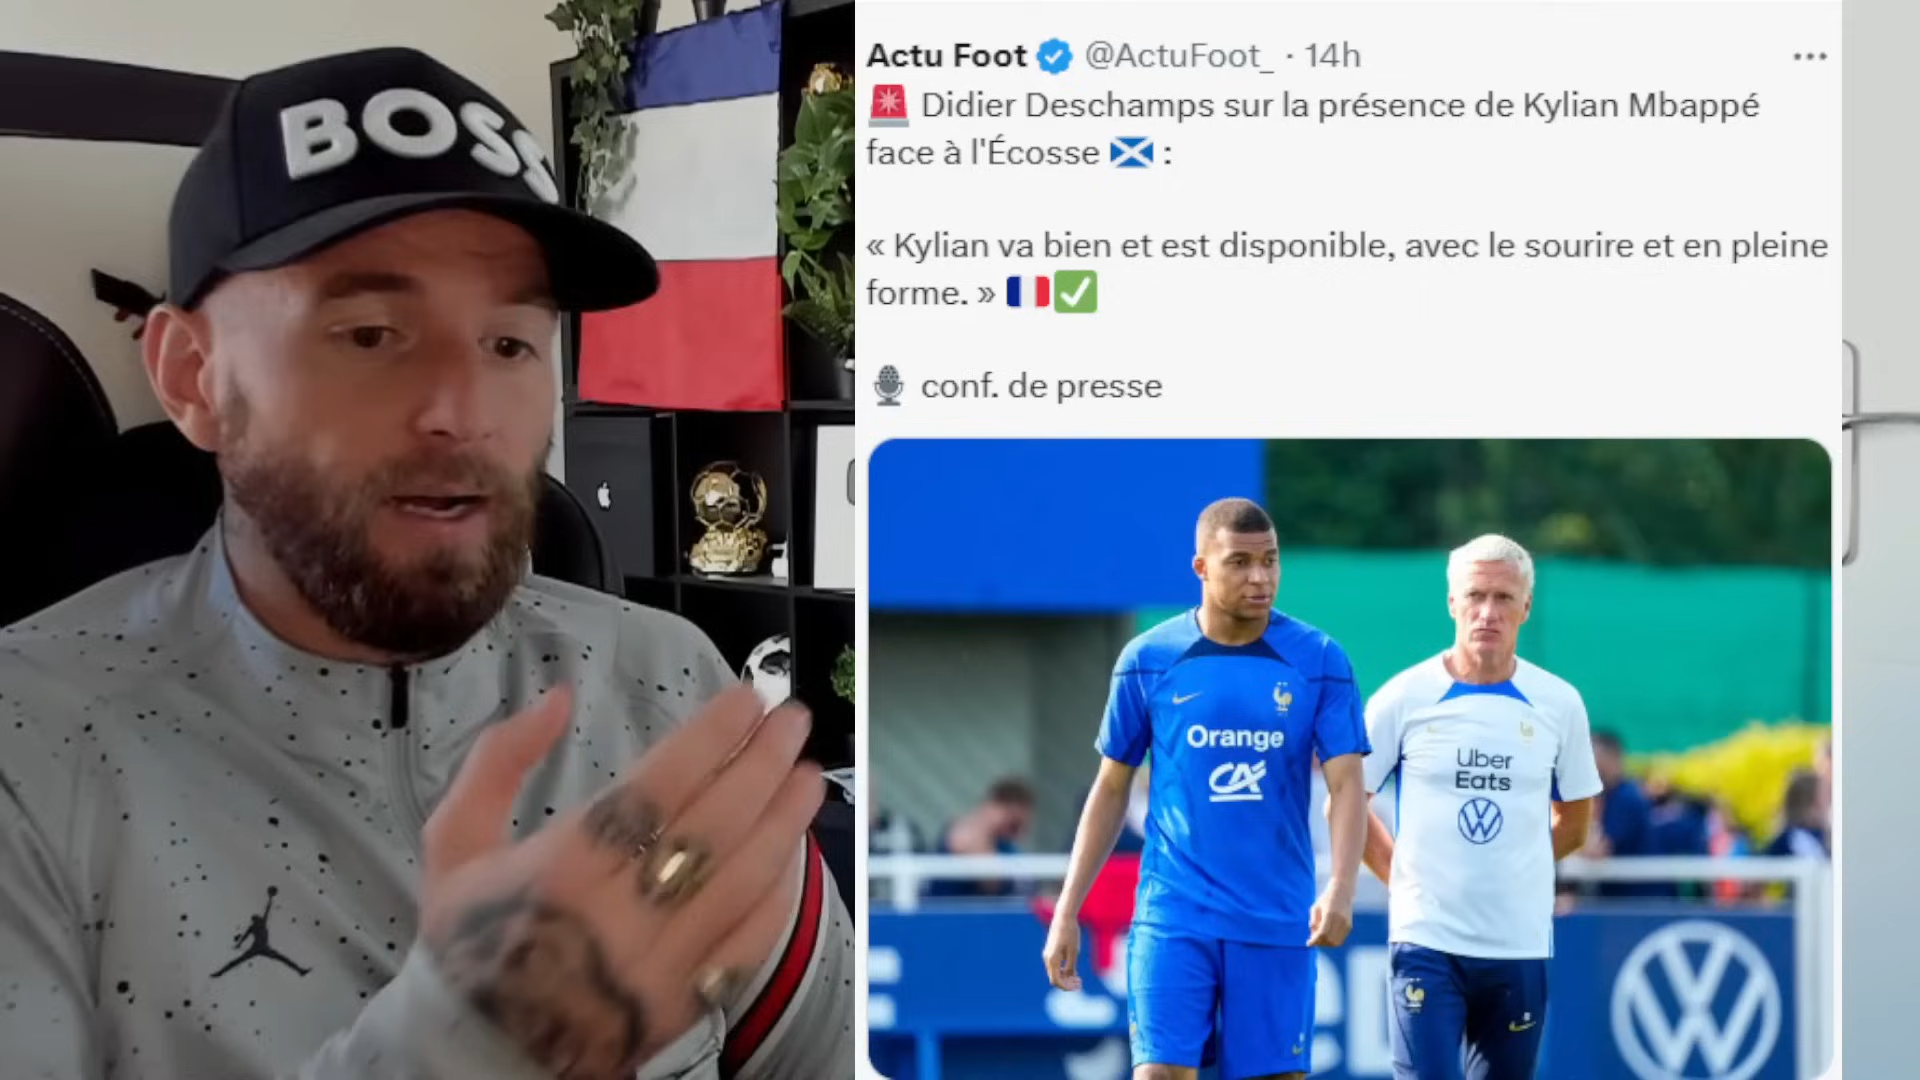 BOSS
Actu Foot @ActuFoot_ · 14h
Didier Deschamps sur la présence de Kylian Mbappé
face à l'Écosse :
« Kylian va bien et est disponible, avec le sourire et en pleine
forme. »
conf. de presse
Orange
CA
Uber
Eats
VW